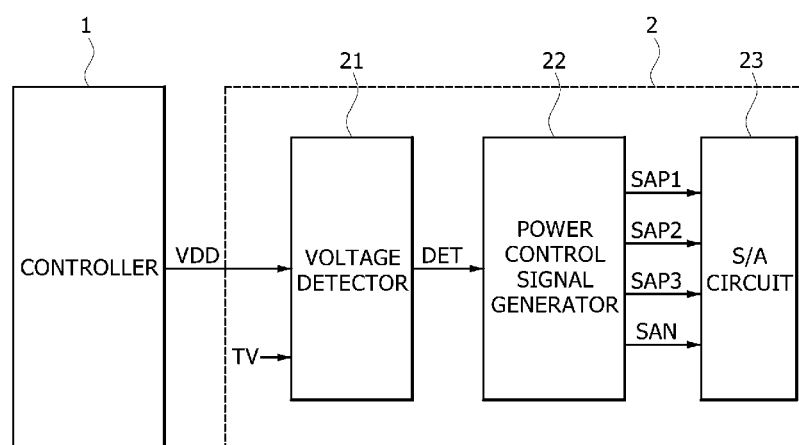 1
2
21
22
23
CONTROLLER
VDD
TV
VOLTAGE
DETECTOR
DET
POWER
CONTROL
SIGNAL
GENERATOR
SAP1
SAP2
SAP3
SAN
S/A
CIRCUIT